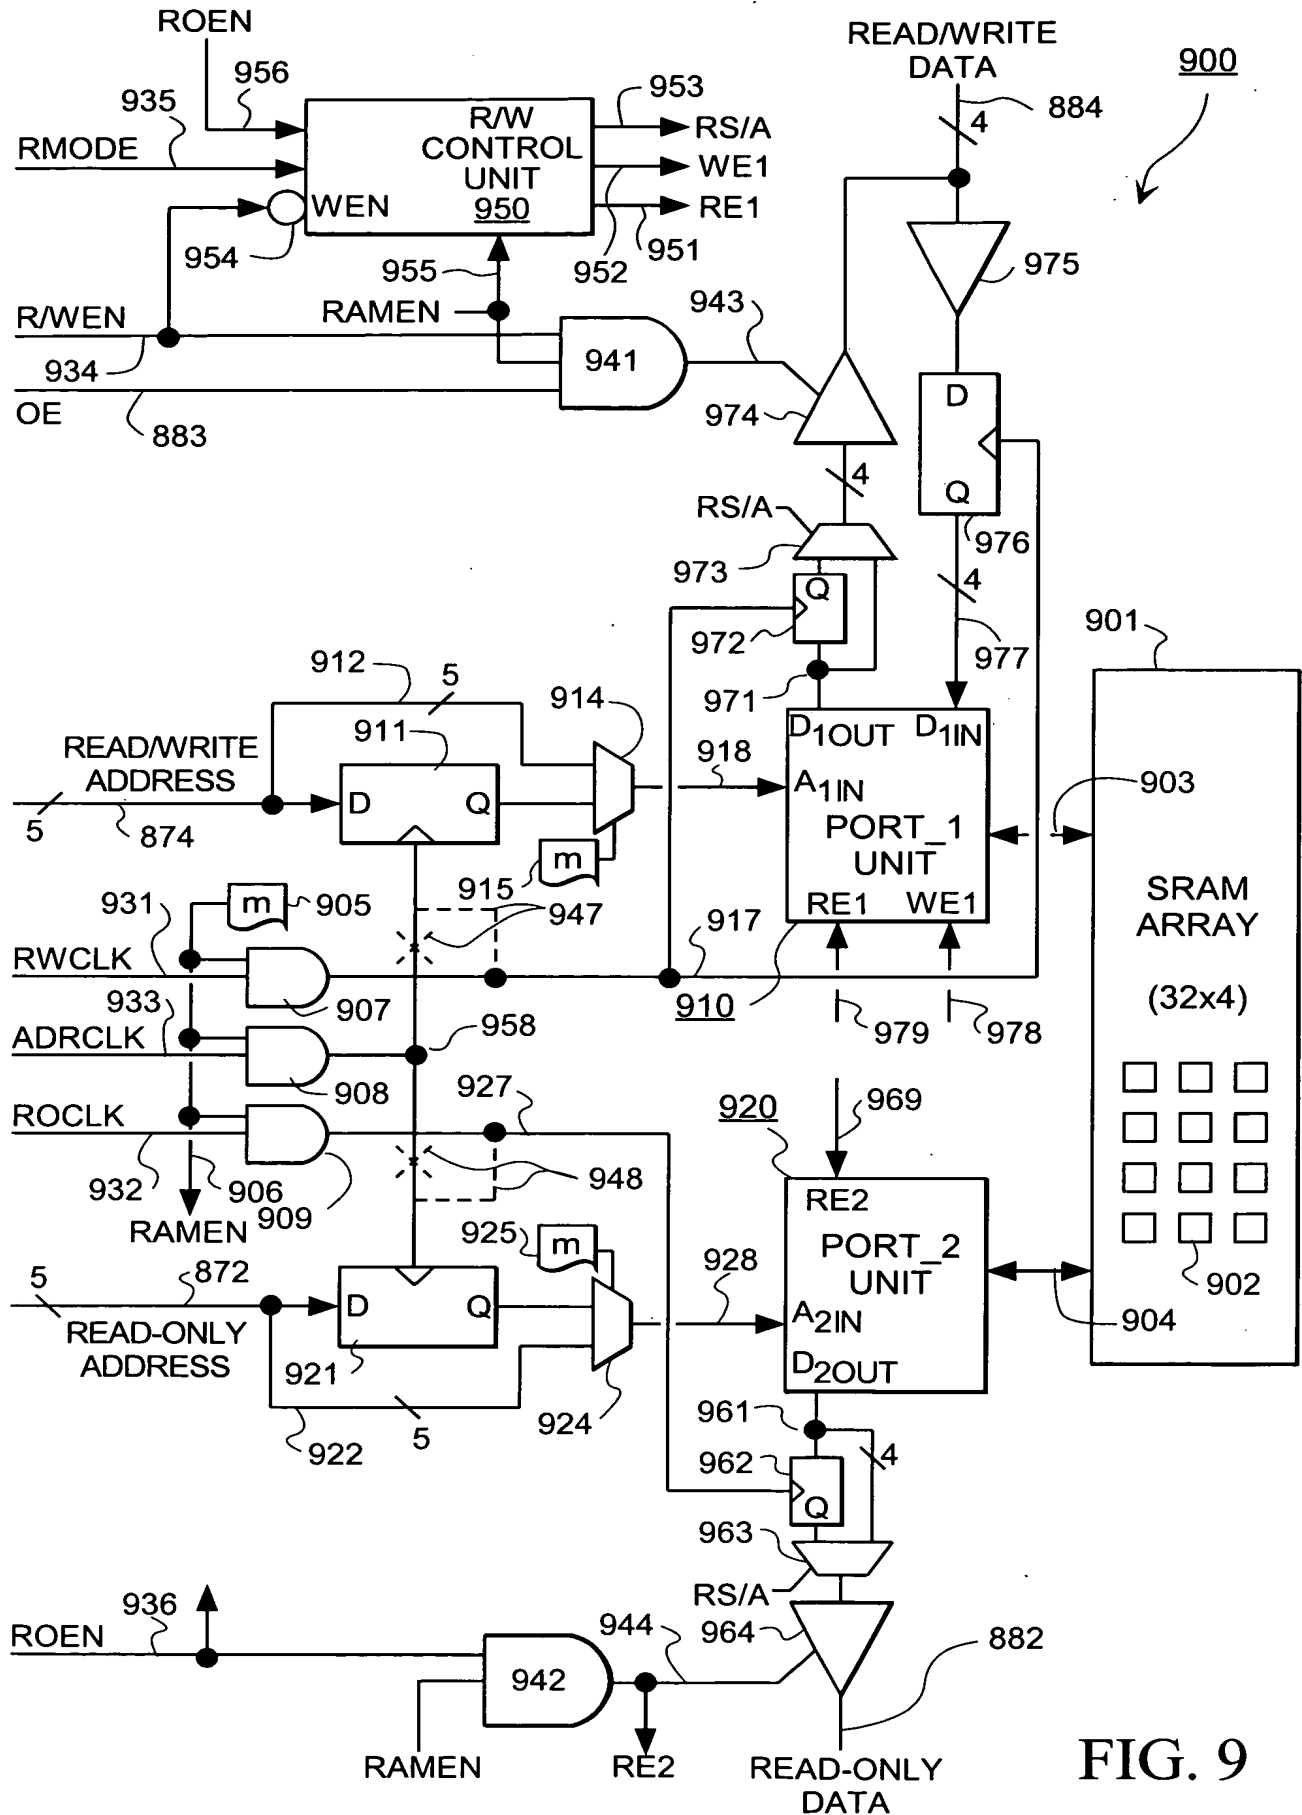 ROEN
956
935
RMODE
R/W
CONTROL
UNIT
950
WEN
954
953
RS/A
WE1
RE1
951
952
955
RAMEN
READ/WRITE
DATA
884
4
900
975
R/WEN
934
OE
883
941
943
974
4
D
Q
976
4
977
RS/A
973
Q
972
971
901
912
5
914
911
READ/WRITE
ADDRESS
D
Q
5
874
915
m
918
D1OUT
D1IN
A1IN
PORT_1
UNIT
RE1
WE1
903
SRAM
ARRAY
(32x4)
902
904
931
m
905
947
917
RWCLK
907
933
910
979
978
ADRCLK
908
958
ROCLK
932
906
909
927
948
920
969
RAMEN
RE2
PORT_2
UNIT
A2IN
D2OUT
5
872
READ-ONLY
ADDRESS
D
Q
921
925
m
928
924
922
5
961
962
Q
4
963
RS/A
964
936
ROEN
942
944
882
RAMEN
RE2
READ-ONLY
DATA
FIG. 9